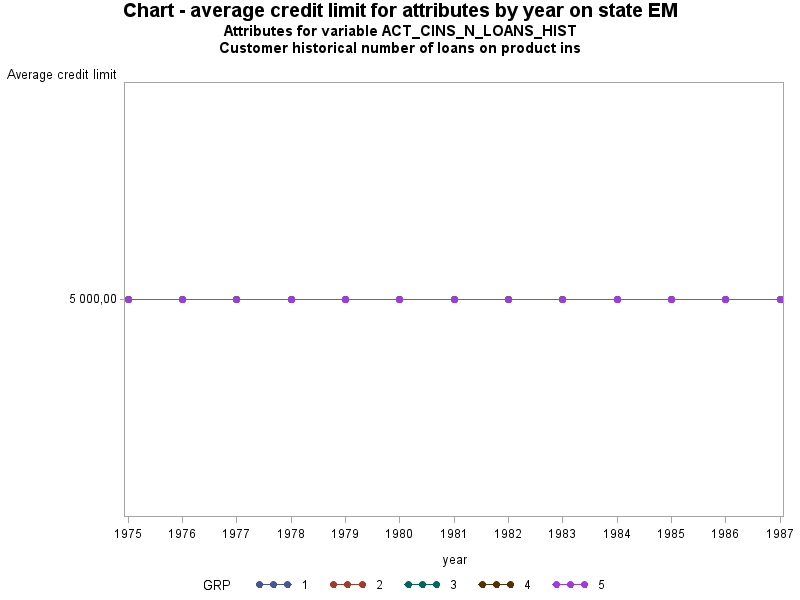 Chart - average credit limit for attributes by year on state EM
Attributes for variable ACT_CINS_N_LOANS_HIST
Customer historical number of loans on product ins
Average credit limit
5 000,00
1975 1976 1977 1978 1979 1980 1981 1982 1983 1984 1985 1986 1987
year
GRP 1 2 3 4 5